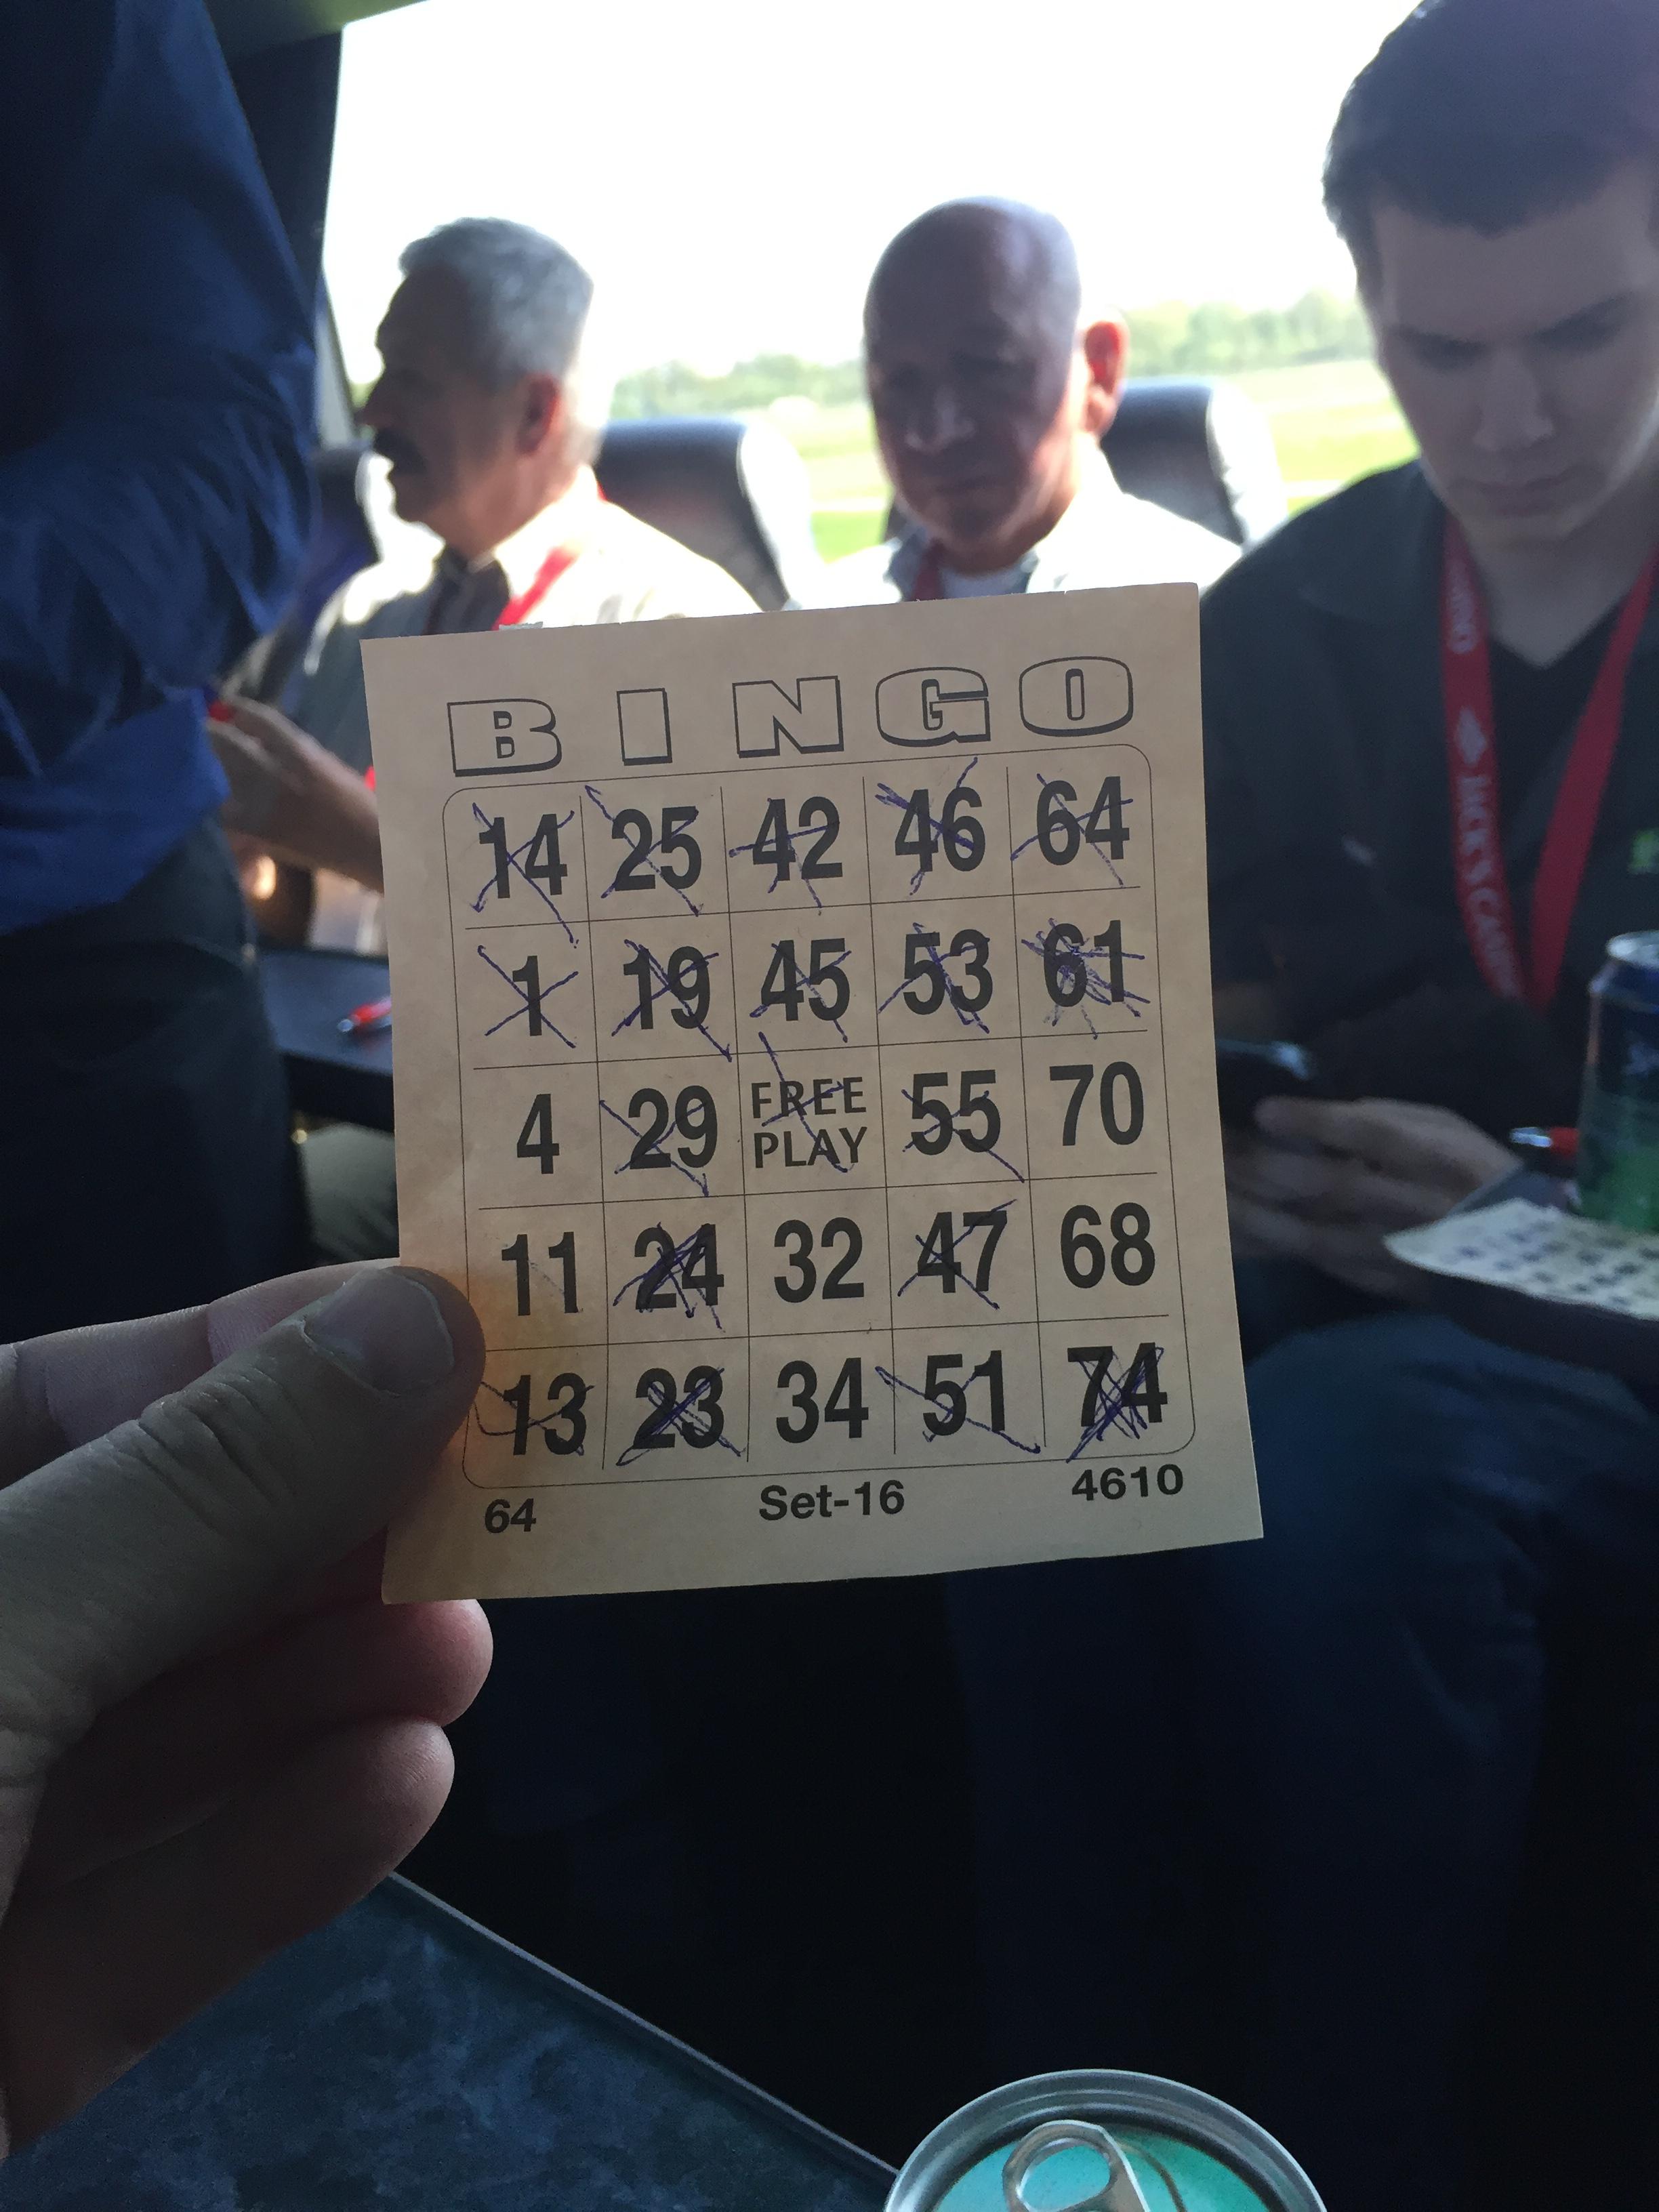 B I N G O
14 25 42 46 64
1 19 45 53 61
4 29 FREE PLAY 55 70
11 24 32 47 68
13 23 34 51 74
64 Set-16 4610